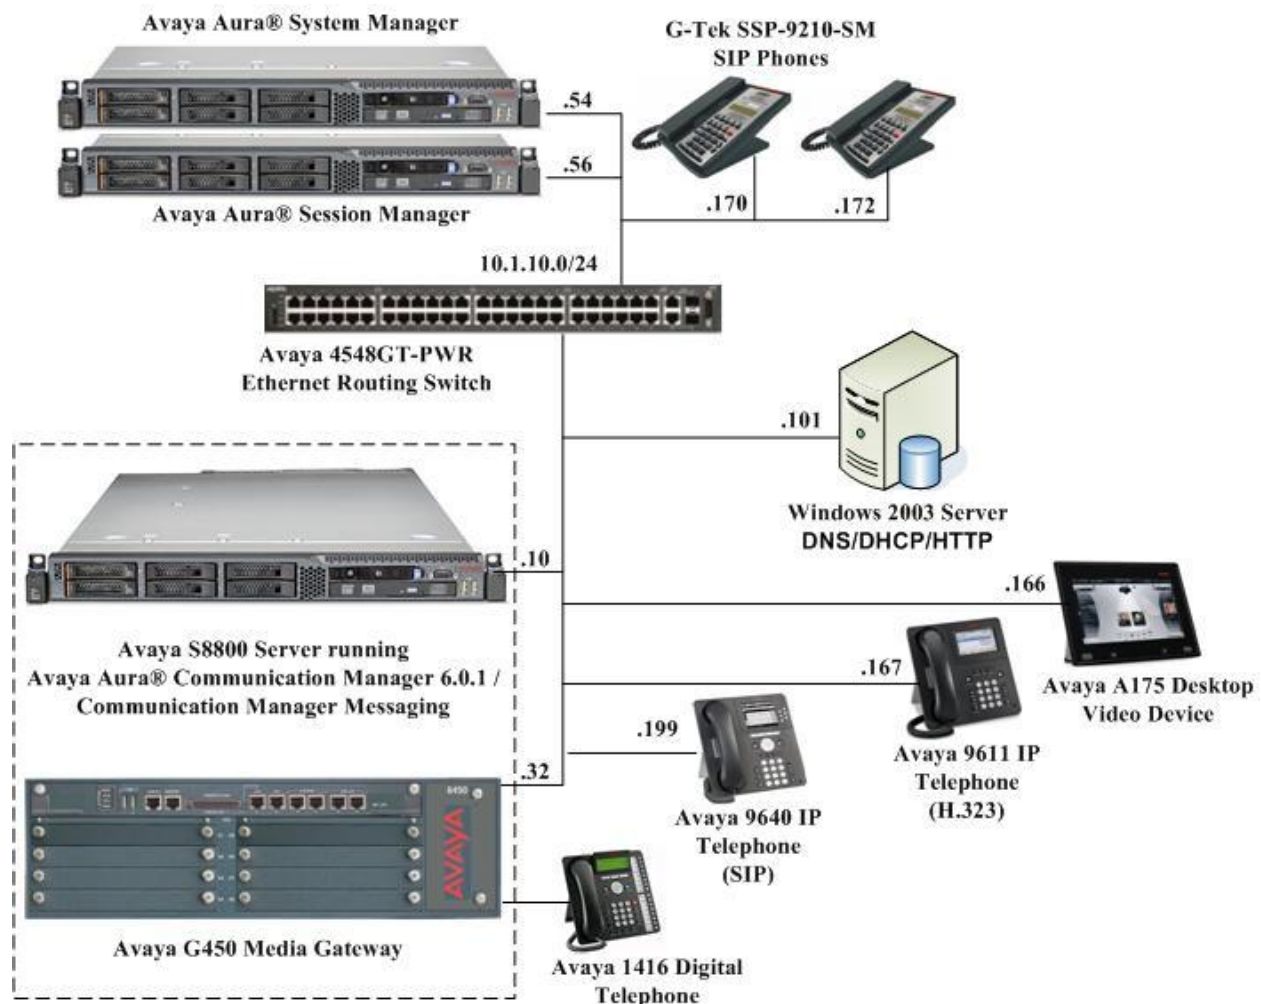 Avaya Aura® System Manager
G-Tek SSP-9210-SM
SIP Phones
.54
.56
.170
.172
Avaya Aura® Session Manager
10.1.10.0/24
Avaya 4548GT-PWR
Ethernet Routing Switch
.101
Windows 2003 Server
DNS/DHCP/HTTP
.10
.166
Avaya S8800 Server running
Avaya Aura® Communication Manager 6.0.1 /
Communication Manager Messaging
.167
Avaya A175 Desktop
Video Device
.199
Avaya 9611 IP
Telephone
(H.323)
.32
G450
AVAYA
Avaya 9640 IP
Telephone
(SIP)
Avaya G450 Media Gateway
Avaya 1416 Digital
Telephone